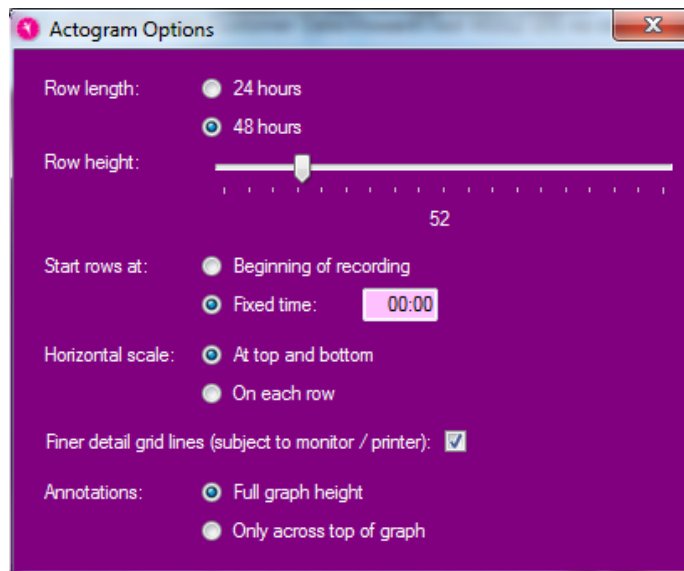 Actogram Options
Row length:
24 hours
48 hours
Row height:
52
Start rows at:
Beginning of recording
Fixed time:
00:00
Horizontal scale:
At top and bottom
On each row
Finer detail grid lines (subject to monitor / printer):
Annotations:
Full graph height
Only across top of graph